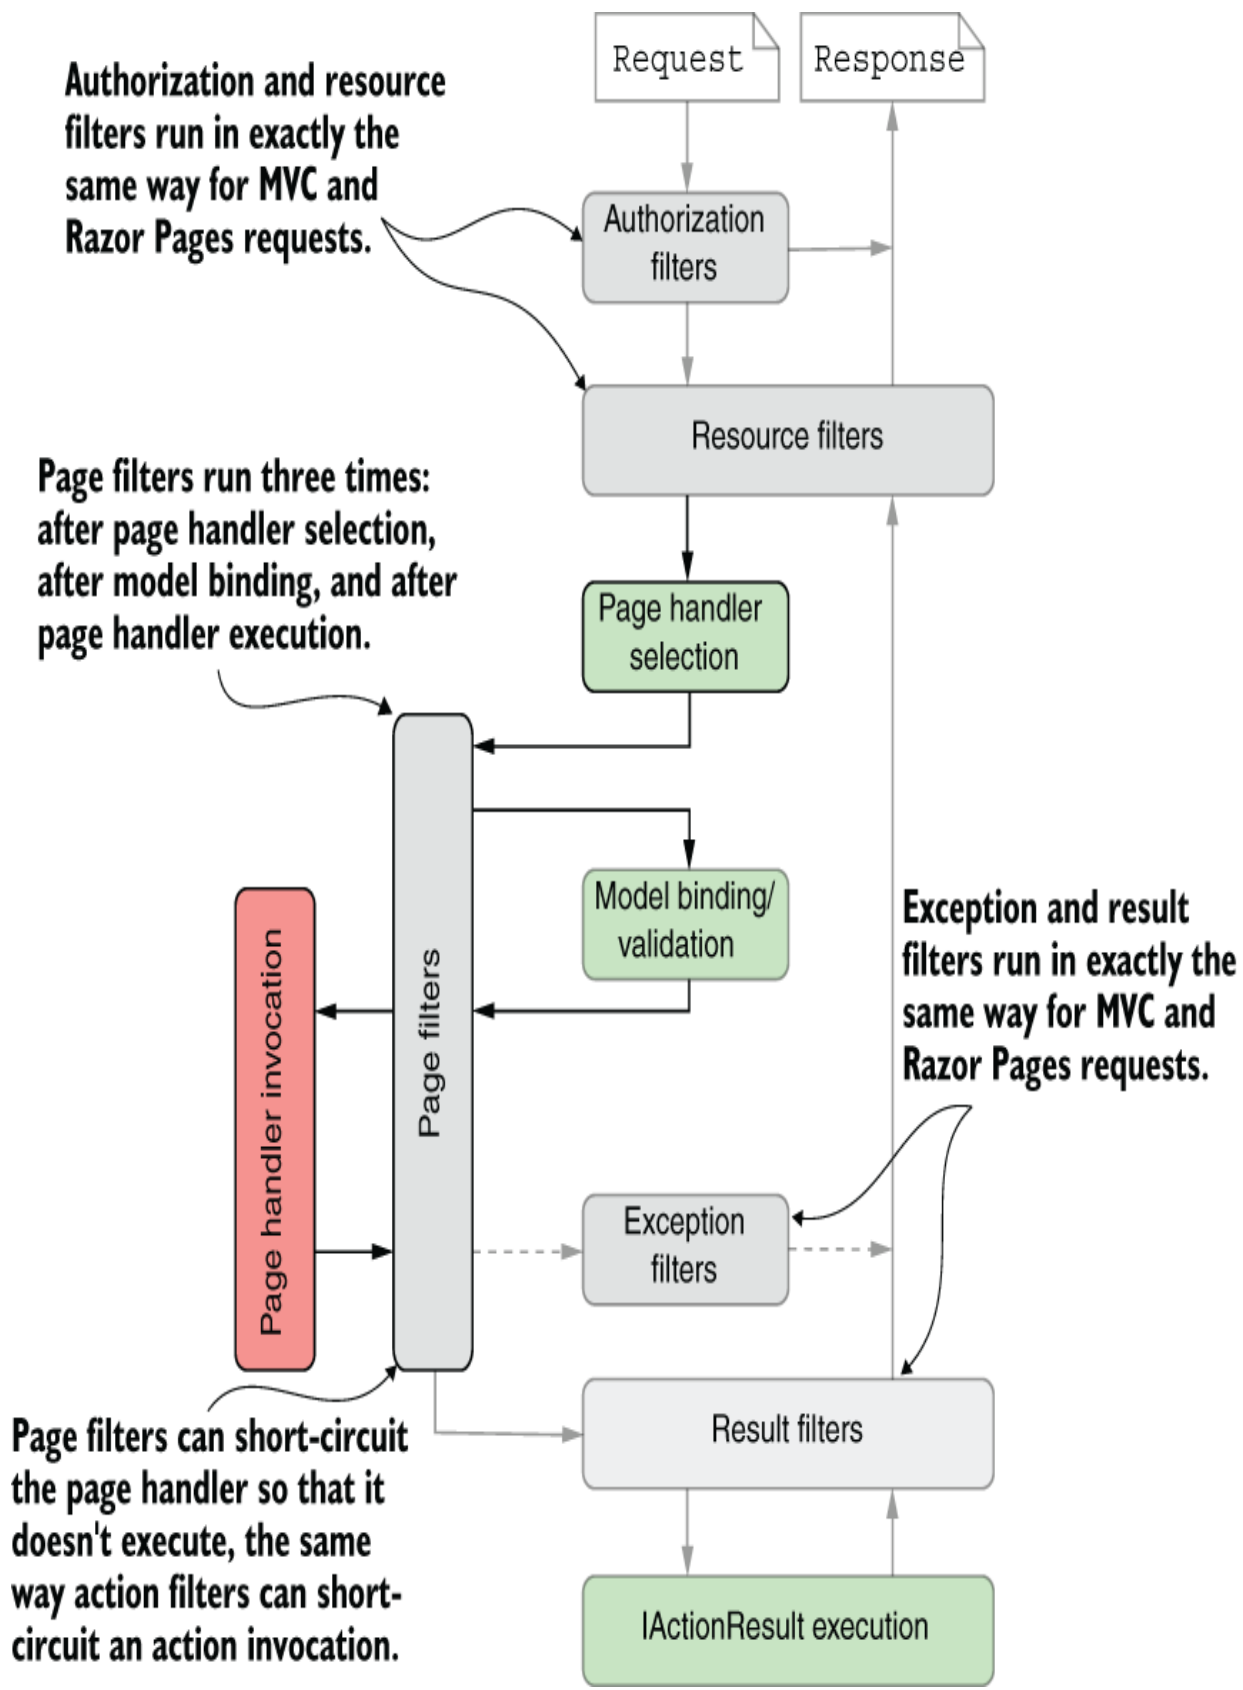 Request
Response
Authorization and resource
filters run in exactly the
same way for MVC and
Razor Pages requests.
Authorization
filters
Resource filters
Page filters run three times:
after page handler selection,
after model binding, and after
page handler execution.
Page handler
selection
Model binding/
validation
Page handler invocation
Page filters
Exception and result
filters run in exactly the
same way for MVC and
Razor Pages requests.
Exception
filters
Result filters
Page filters can short-circuit
the page handler so that it
doesn't execute, the same
way action filters can short-
circuit an action invocation.
IActionResult execution